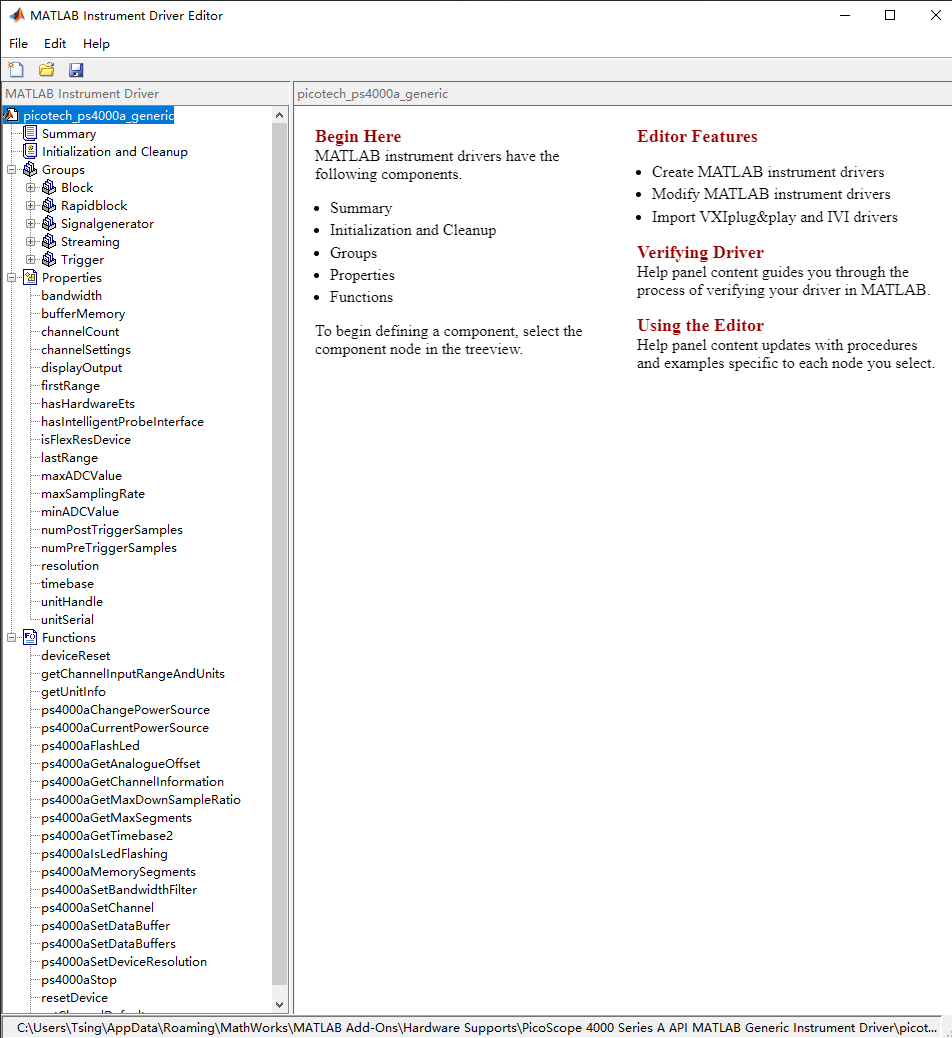 MATLAB Instrument Driver Editor
File Edit Help
MATLAB Instrument Driver
picotech_ps4000a_generic
Summary
Initialization and Cleanup
Groups
Block
Rapidblock
Signalgenerator
Streaming
Trigger
Properties
bandwidth
bufferMemory
channelCount
channelSettings
displayOutput
firstRange
hasHardwareEts
hasIntelligentProbeInterface
isFlexResDevice
lastRange
maxADCValue
maxSamplingRate
minADCValue
numPostTriggerSamples
numPreTriggerSamples
resolution
timebase
unitHandle
unitSerial
Functions
deviceReset
getChannelInputRangeAndUnits
getUnitInfo
ps4000aChangePowerSource
ps4000aCurrentPowerSource
ps4000aFlashLed
ps4000aGetAnalogueOffset
ps4000aGetChannelInformation
ps4000aGetMaxDownSampleRatio
ps4000aGetMaxSegments
ps4000aGetTimebase2
ps4000aIsLedFlashing
ps4000aMemorySegments
ps4000aSetBandwidthFilter
ps4000aSetChannel
ps4000aSetDataBuffer
ps4000aSetDataBuffers
ps4000aSetDeviceResolution
ps4000aStop
resetDevice
picotech_ps4000a_generic
Begin Here
MATLAB instrument drivers have the
following components.
• Summary
• Initialization and Cleanup
• Groups
• Properties
• Functions
To begin defining a component, select the
component node in the treeview.
Editor Features
• Create MATLAB instrument drivers
• Modify MATLAB instrument drivers
• Import VXIplug&play and IVI drivers
Verifying Driver
Help panel content guides you through the
process of verifying your driver in MATLAB.
Using the Editor
Help panel content updates with procedures
and examples specific to each node you select.
C:\Users\Tsing\AppData\Roaming\MathWorks\MATLAB Add-Ons\Hardware Supports\PicoScope 4000 Series A API MATLAB Generic Instrument Driver\picot...